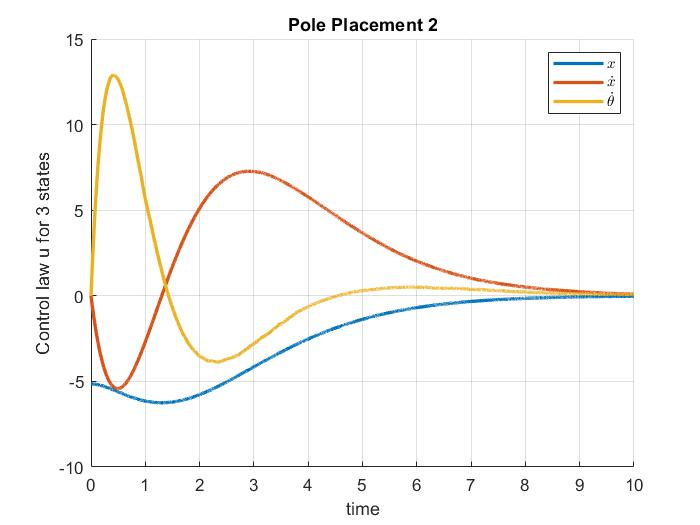 Pole Placement 2
15
10
5
0
-5
-10
Control law u for 3 states
x
ẋ
θ̇
0 1 2 3 4 5 6 7 8 9 10
time